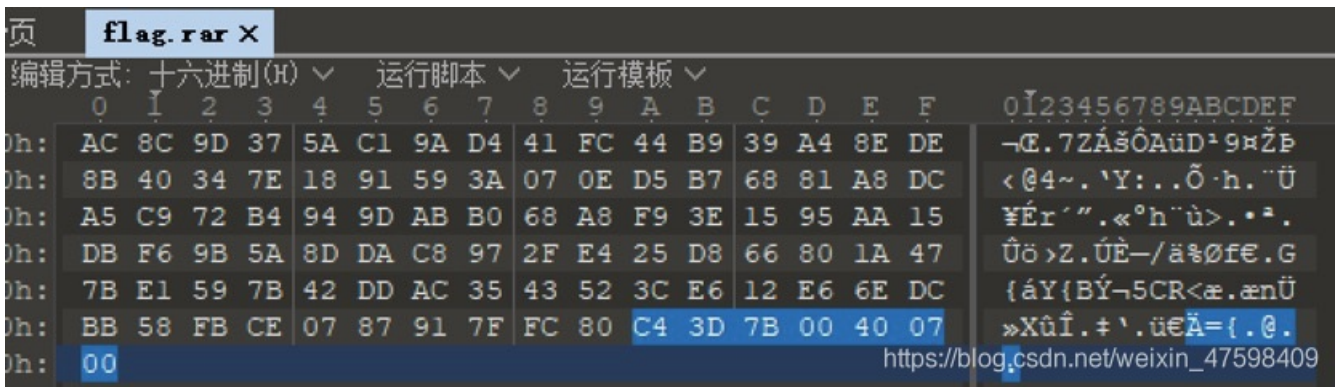 页 flag.rar ×
编辑方式: 十六进制(H) 运行脚本 运行模板
0 1 2 3 4 5 6 7 8 9 A B C D E F 0123456789ABCDEF
0h: AC 8C 9D 37 5A C1 9A D4 41 FC 44 B9 39 A4 8E DE ¬Œ.7ZÁšÔAüD¹9¤ŽÞ
0h: 8B 40 34 7E 18 91 59 3A 07 0E D5 B7 68 81 A8 DC ‹@4~.‘Y:..Õ·h.¨Ü
0h: A5 C9 72 B4 94 9D AB B0 68 A8 F9 3E 15 95 AA 15 ¥Ér´”.«°h¨ù>.•ª.
0h: DB F6 9B 5A 8D DA C8 97 2F E4 25 D8 66 80 1A 47 Ûö›Z.ÚÈ—/ä%Øf€.G
0h: 7B E1 59 7B 42 DD AC 35 43 52 3C E6 12 E6 6E DC {áY{BÝ¬5CR<æ.ænÜ
0h: BB 58 FB CE 07 87 91 7F FC 80 C4 3D 7B 00 40 07 »XûÎ.‡‘.ü€Ä={.@.
0h: 00 .
https://blog.csdn.net/weixin_47598409